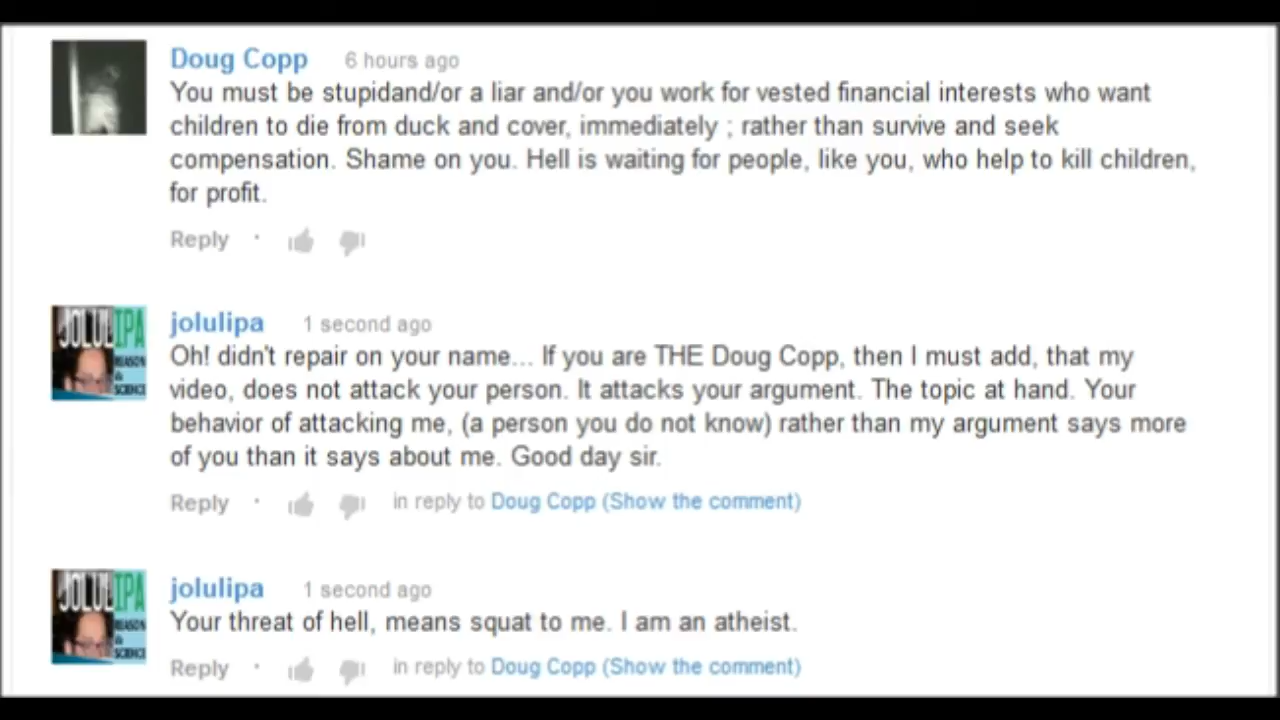 Doug Copp 6 hours ago
You must be stupidand/or a liar and/or you work for vested financial interests who want
children to die from duck and cover, immediately ; rather than survive and seek
compensation. Shame on you. Hell is waiting for people, like you, who help to kill children,
for profit.
Reply ·
JOLULIPA
REASON
&
SCIENCE
jolulipa 1 second ago
Oh! didn't repair on your name... If you are THE Doug Copp, then I must add, that my
video, does not attack your person. It attacks your argument. The topic at hand. Your
behavior of attacking me, (a person you do not know) rather than my argument says more
of you than it says about me. Good day sir.
Reply · in reply to Doug Copp (Show the comment)
JOLULIPA
REASON
&
SCIENCE
jolulipa 1 second ago
Your threat of hell, means squat to me. I am an atheist.
Reply · in reply to Doug Copp (Show the comment)